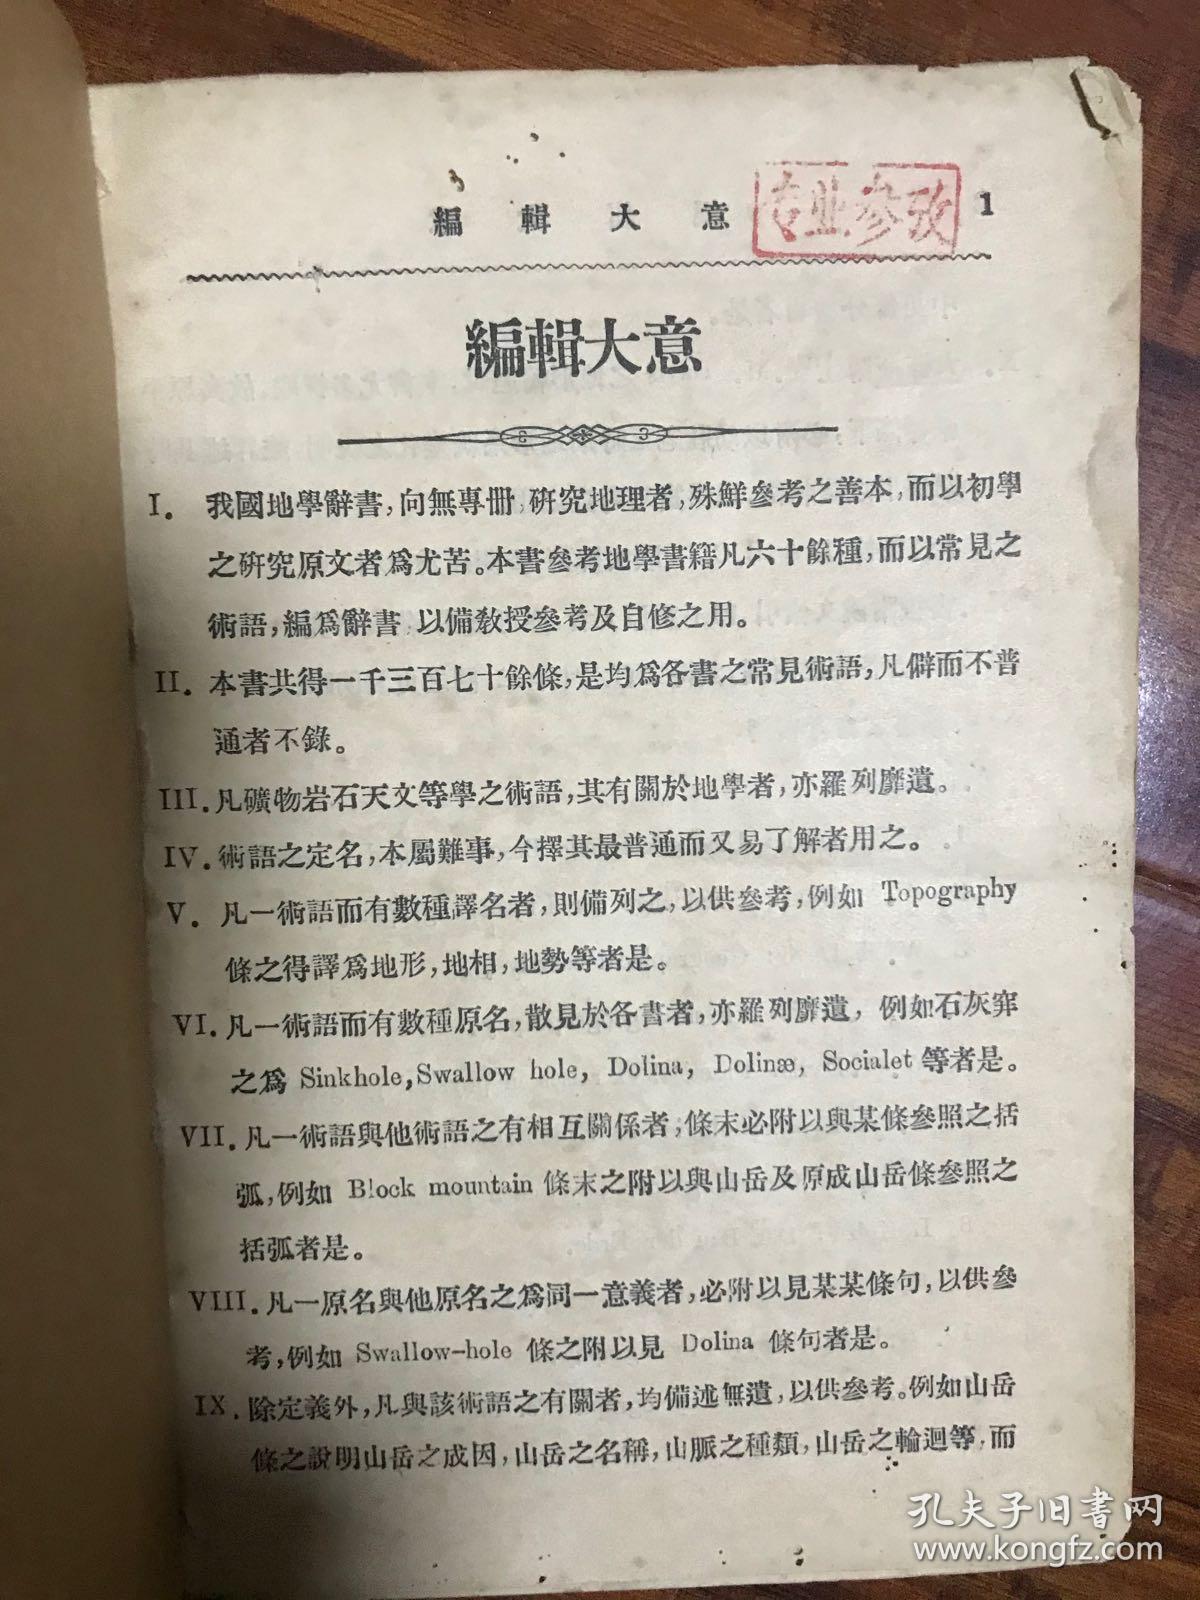 編輯大意
专业参考
1
編輯大意
I. 我國地學辭書,向無專冊,硏究地理者,殊鮮參考之善本,而以初學
之硏究原文者爲尤苦。本書參考地學書籍凡六十餘種,而以常見之
術語,編爲辭書,以備敎授參考及自修之用。
II. 本書共得一千三百七十餘條,是均爲各書之常見術語,凡僻而不普
通者不錄。
III. 凡礦物岩石天文等學之術語,其有關於地學者,亦羅列靡遺。
IV. 術語之定名,本屬難事,今擇其最普通而又易了解者用之。
V. 凡一術語而有數種譯名者,則備列之,以供參考,例如 Topography
條之得譯爲地形,地相,地勢等者是。
VI. 凡一術語而有數種原名,散見於各書者,亦羅列靡遺,例如石灰穽
之爲 Sinkhole, Swallow hole, Dolina, Dolinæ, Socialet 等者是。
VII. 凡一術語與他術語之有相互關係者,條末必附以與某條參照之括
弧,例如 Block mountain 條末之附以與山岳及原成山岳條參照之
括弧者是。
VIII. 凡一原名與他原名之爲同一意義者,必附以見某某條句,以供參
考,例如 Swallow-hole 條之附以見 Dolina 條句者是。
IX. 除定義外,凡與該術語之有關者,均備述無遺,以供參考。例如山岳
條之說明山岳之成因,山岳之名稱,山脈之種類,山岳之輪迴等,而
孔夫子旧书网
www.kongfz.com